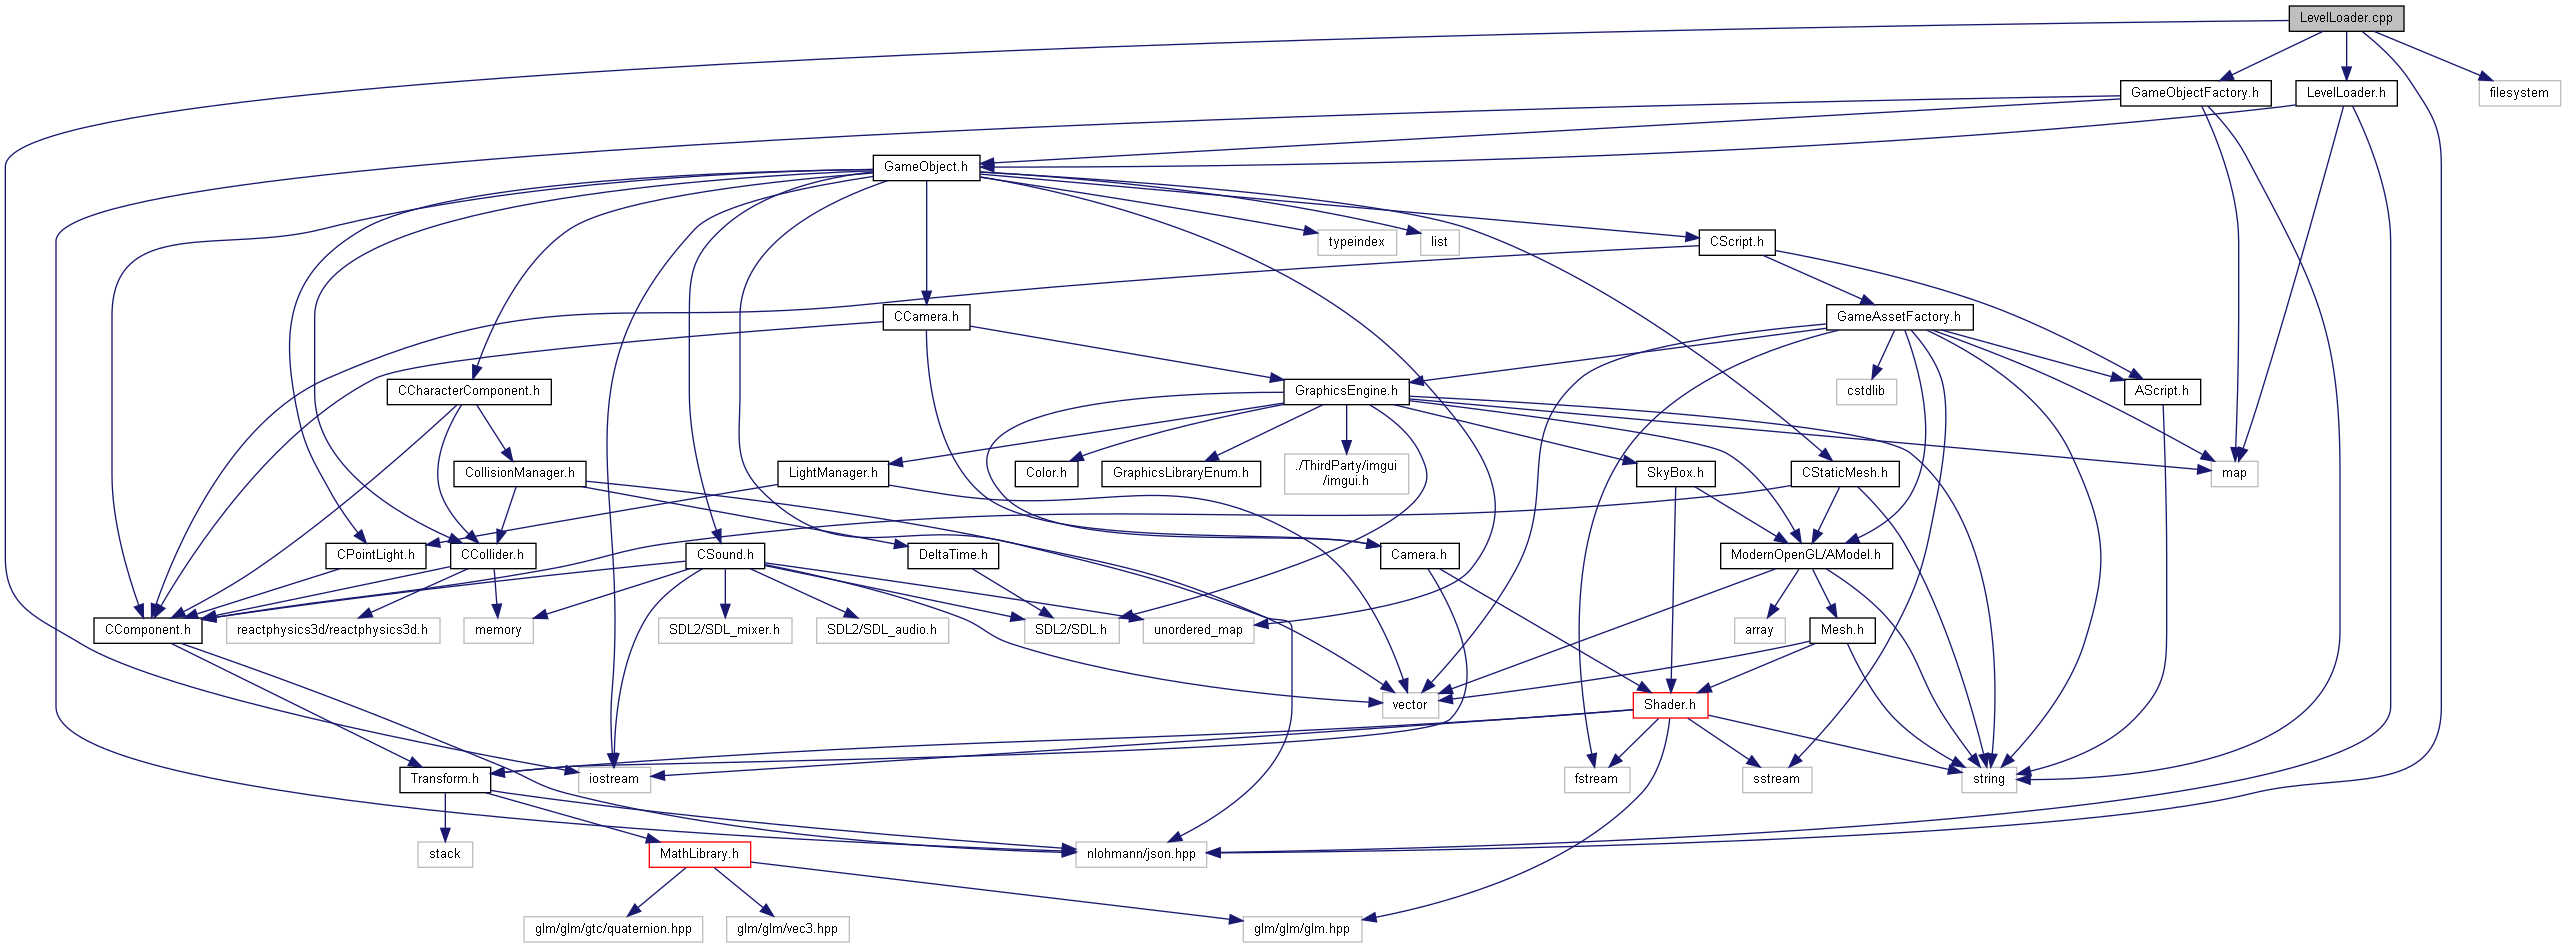 LevelLoader.cpp
GameObjectFactory.h
LevelLoader.h
filesystem
GameObject.h
typeindex
list
CScript.h
CCamera.h
GameAssetFactory.h
CCharacterComponent.h
GraphicsEngine.h
cstdlib
AScript.h
CollisionManager.h
LightManager.h
Color.h
GraphicsLibraryEnum.h
./ThirdParty/imgui
/imgui.h
SkyBox.h
CStaticMesh.h
map
CPointLight.h
CCollider.h
CSound.h
DeltaTime.h
Camera.h
ModernOpenGL/AModel.h
CComponent.h
reactphysics3d/reactphysics3d.h
memory
SDL2/SDL_mixer.h
SDL2/SDL_audio.h
SDL2/SDL.h
unordered_map
array
Mesh.h
vector
Shader.h
Transform.h
iostream
fstream
sstream
string
stack
MathLibrary.h
nlohmann/json.hpp
glm/glm/gtc/quaternion.hpp
glm/glm/vec3.hpp
glm/glm/glm.hpp